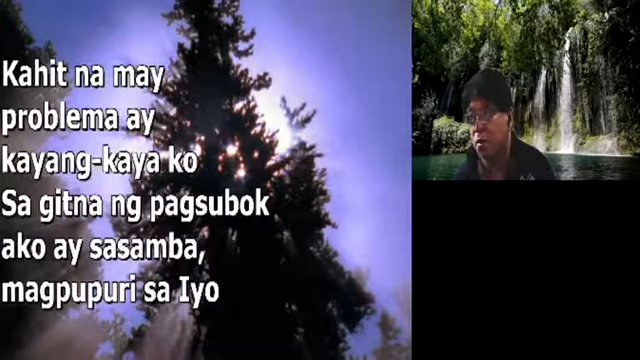 Kahit na may
problema ay
kayang-kaya ko
Sa gitna ng pagsubok
ako ay sasamba,
magpupuri sa Iyo